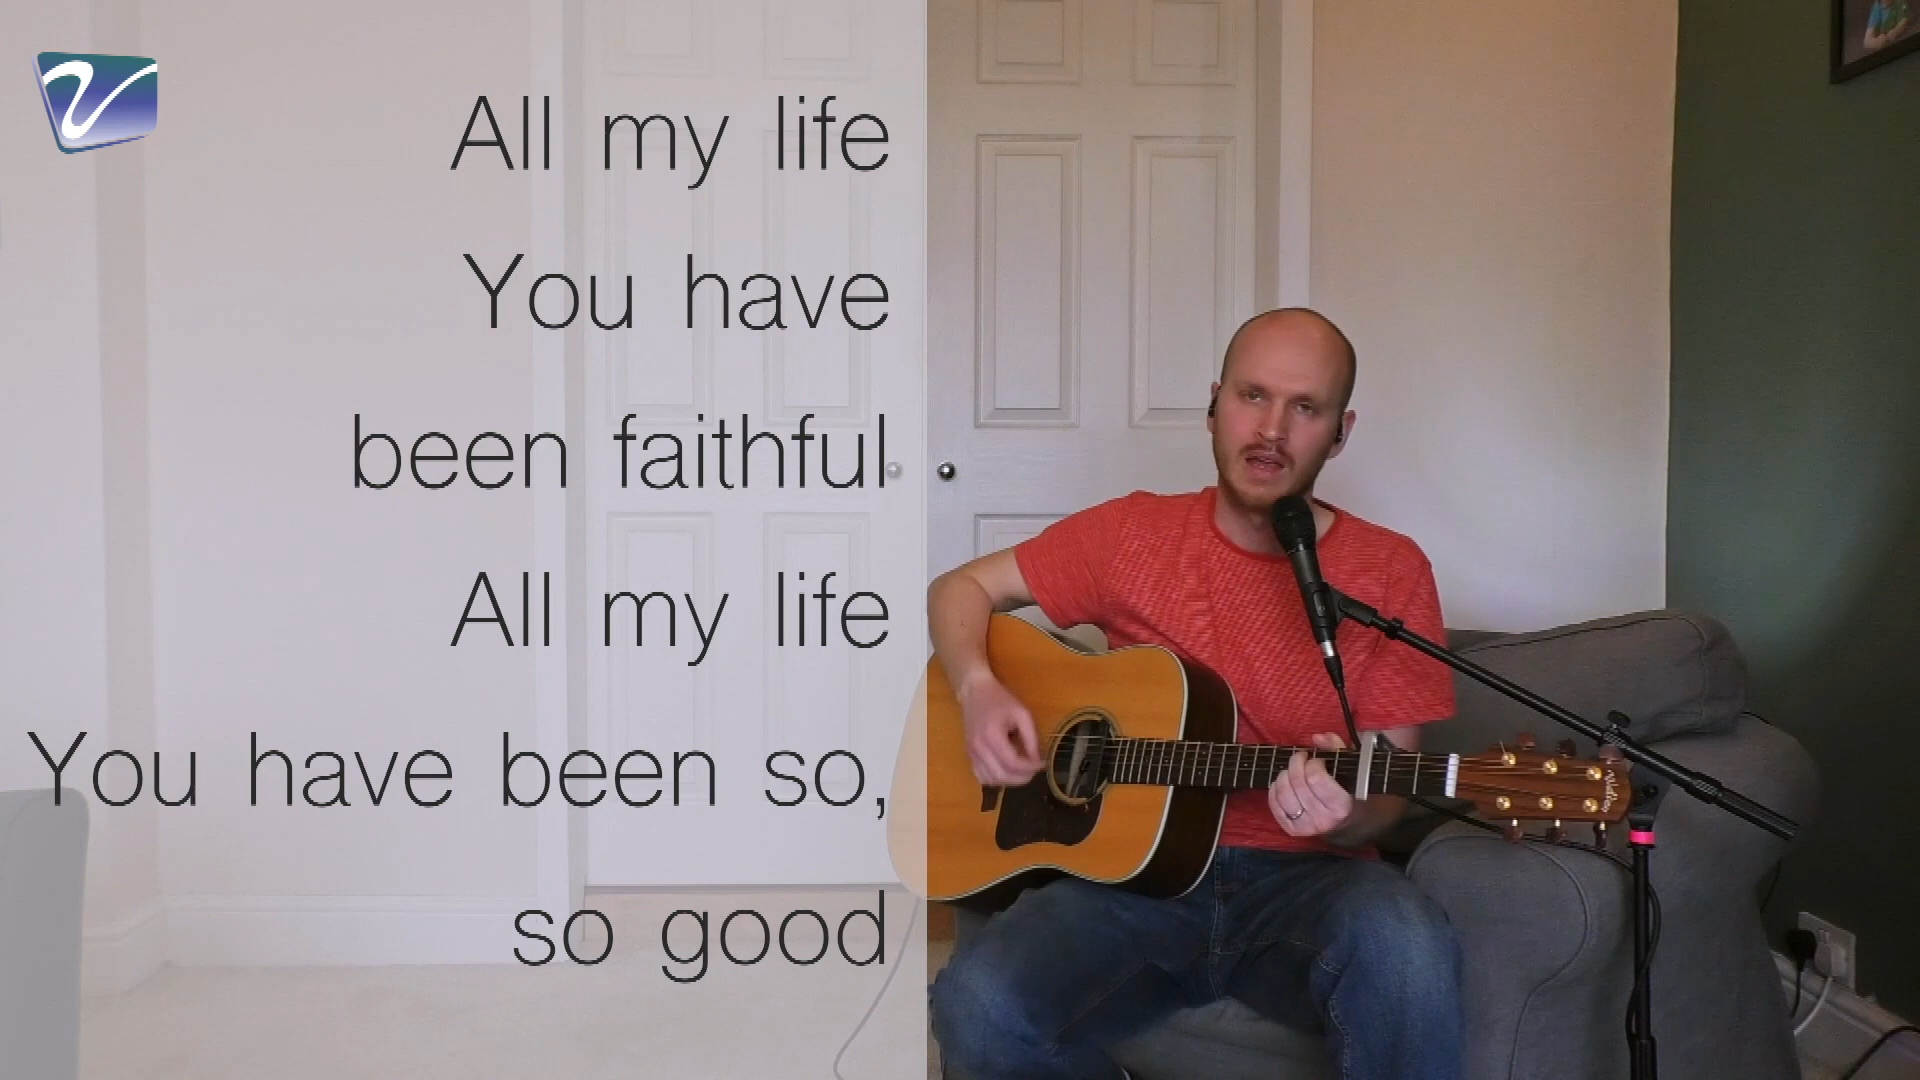 All my life
You have
been faithful
All my life
You have been so,
so good